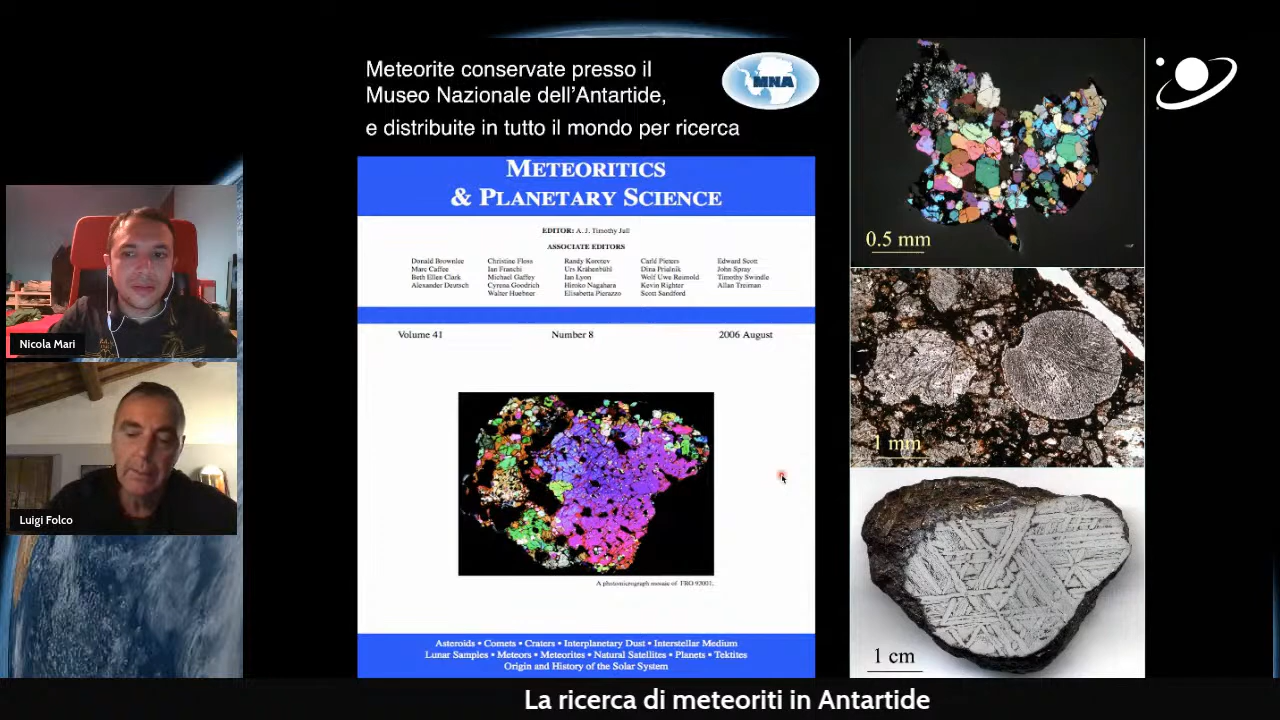 Meteorite conservate presso il
Museo Nazionale dell'Antartide,
e distribuite in tutto il mondo per ricerca
MNA
METEORITICS
& PLANETARY SCIENCE
EDITOR: A. J. Timothy Jull
ASSOCIATE EDITORS
Donald Brownlee Christine Floss Randy Korotev Carlé Pieters Edward Scott
Marc Caffee Ian Franchi Urs Krähenbühl Dina Prialnik John Spray
Beth Ellen Clark Michael Gaffey Ian Lyon Wolf Uwe Reimold Timothy Swindle
Alexander Deutsch Cyrena Goodrich Hiroko Nagahara Kevin Righter Allan Treiman
Walter Huebner Elisabetta Pierazzo Scott Sandford
Volume 41 Number 8 2006 August
A photomicrograph mosaic of FRO 93001.
Asteroids • Comets • Craters • Interplanetary Dust • Interstellar Medium
Lunar Samples • Meteors • Meteorites • Natural Satellites • Planets • Tektites
Origin and History of the Solar System
0.5 mm
1 mm
1 cm
Nicola Mari
Luigi Folco
La ricerca di meteoriti in Antartide